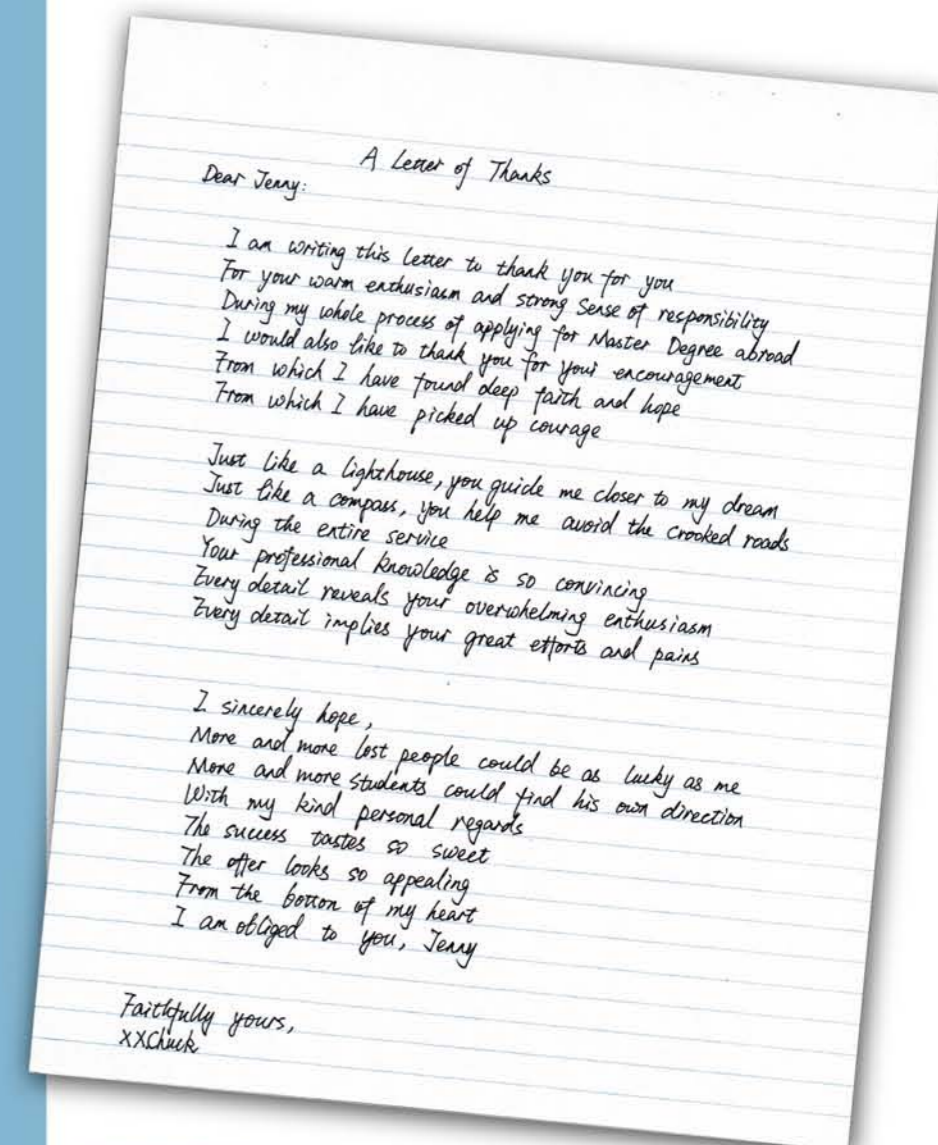 A Letter of Thanks
Dear Jenny:
I am writing this letter to thank you for you
For your warm enthusiasm and strong Sense of responsibility
During my whole process of applying for Master Degree abroad
I would also like to thank you for your encouragement
From which I have found deep faith and hope
From which I have picked up courage
Just like a lighthouse, you guide me closer to my dream
Just like a compass, you help me avoid the crooked roads
During the entire service
Your professional knowledge is so convincing
Every detail reveals your overwhelming enthusiasm
Every detail implies your great efforts and pains
I sincerely hope,
More and more lost people could be as lucky as me
More and more students could find his own direction
With my kind personal regards
The success tastes so sweet
The offer looks so appealing
From the botton of my heart
I am obliged to you, Jenny
Faithfully yours,
XXChuck